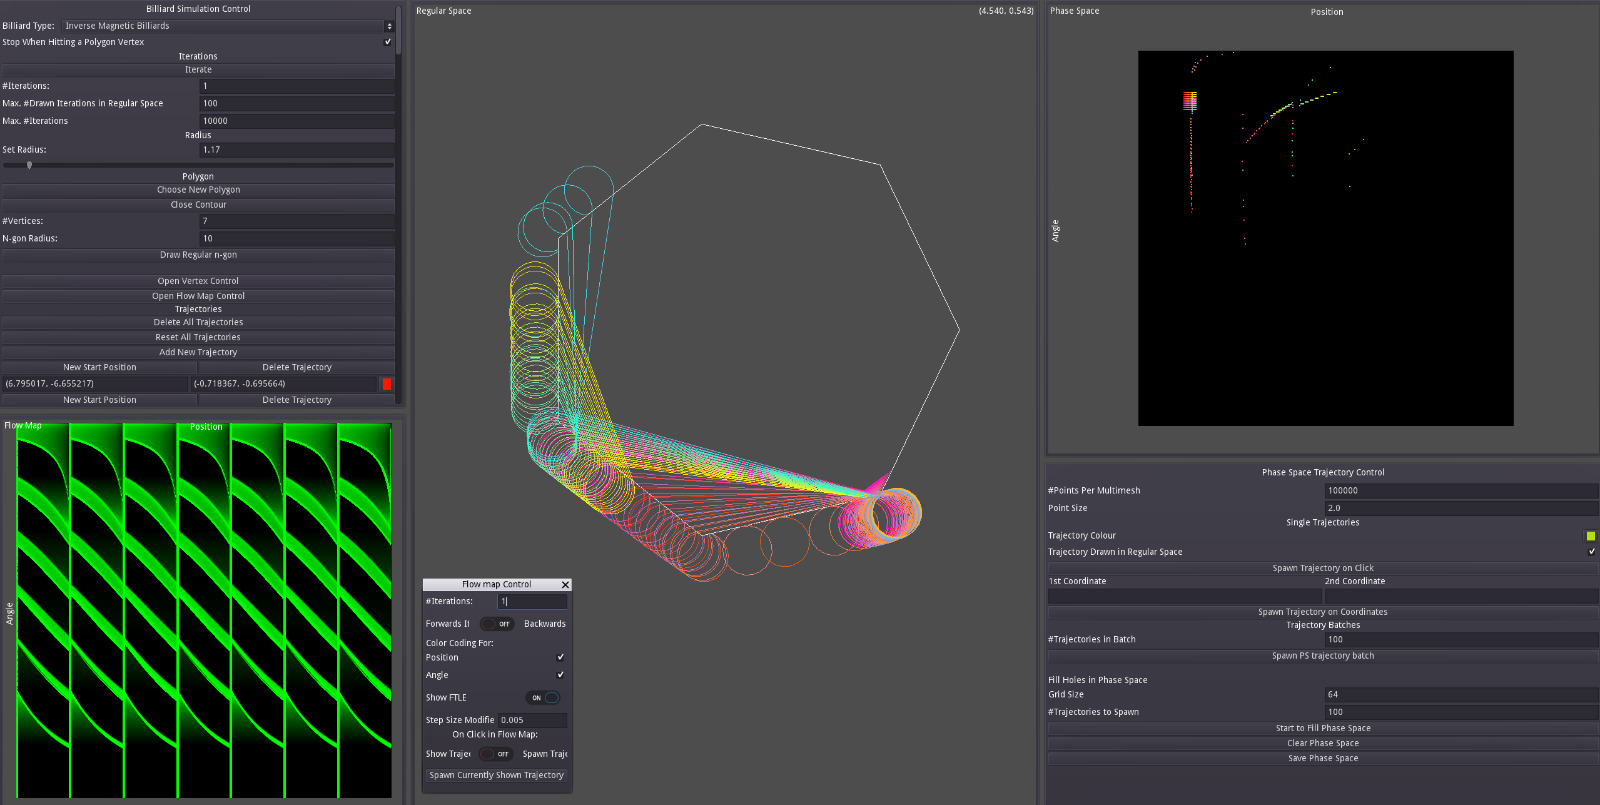 Billiard Simulation Control
Billiard Type: Inverse Magnetic Billiards
Stop When Hitting a Polygon Vertex
Iterations
Iterate
#Iterations: 1
Max. #Drawn Iterations in Regular Space 100
Max. #Iterations 10000
Radius
Set Radius: 1.17
Polygon
Choose New Polygon
Close Contour
#Vertices: 7
N-gon Radius: 10
Draw Regular n-gon
Open Vertex Control
Open Flow Map Control
Trajectories
Delete All Trajectories
Reset All Trajectories
Add New Trajectory
New Start Position Delete Trajectory
(6.795017, -6.655217) (-0.718367, -0.695664)
New Start Position Delete Trajectory
Flow Map Position
Angle
Regular Space (4.540, 0.543)
Flow map Control
#Iterations: 1
Forwards It OFF Backwards
Color Coding For:
Position
Angle
Show FTLE ON
Step Size Modifie 0.005
On Click in Flow Map:
Show Trajec OFF Spawn Traje
Spawn Currently Shown Trajectory
Phase Space Position
Angle
Phase Space Trajectory Control
#Points Per Multimesh 100000
Point Size 2.0
Single Trajectories
Trajectory Colour
Trajectory Drawn in Regular Space
Spawn Trajectory on Click
1st Coordinate 2nd Coordinate
Spawn Trajectory on Coordinates
Trajectory Batches
#Trajectories in Batch 100
Spawn PS trajectory batch
Fill Holes in Phase Space
Grid Size 64
#Trajectories to Spawn 100
Start to Fill Phase Space
Clear Phase Space
Save Phase Space